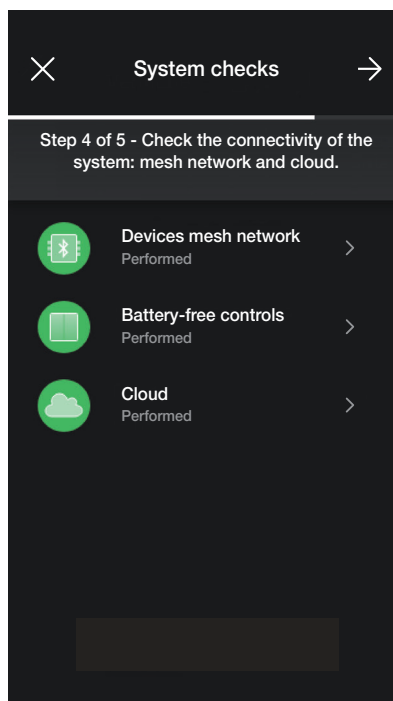 System checks
Step 4 of 5 - Check the connectivity of the
system: mesh network and cloud.
Devices mesh network
Performed
Battery-free controls
Performed
Cloud
Performed